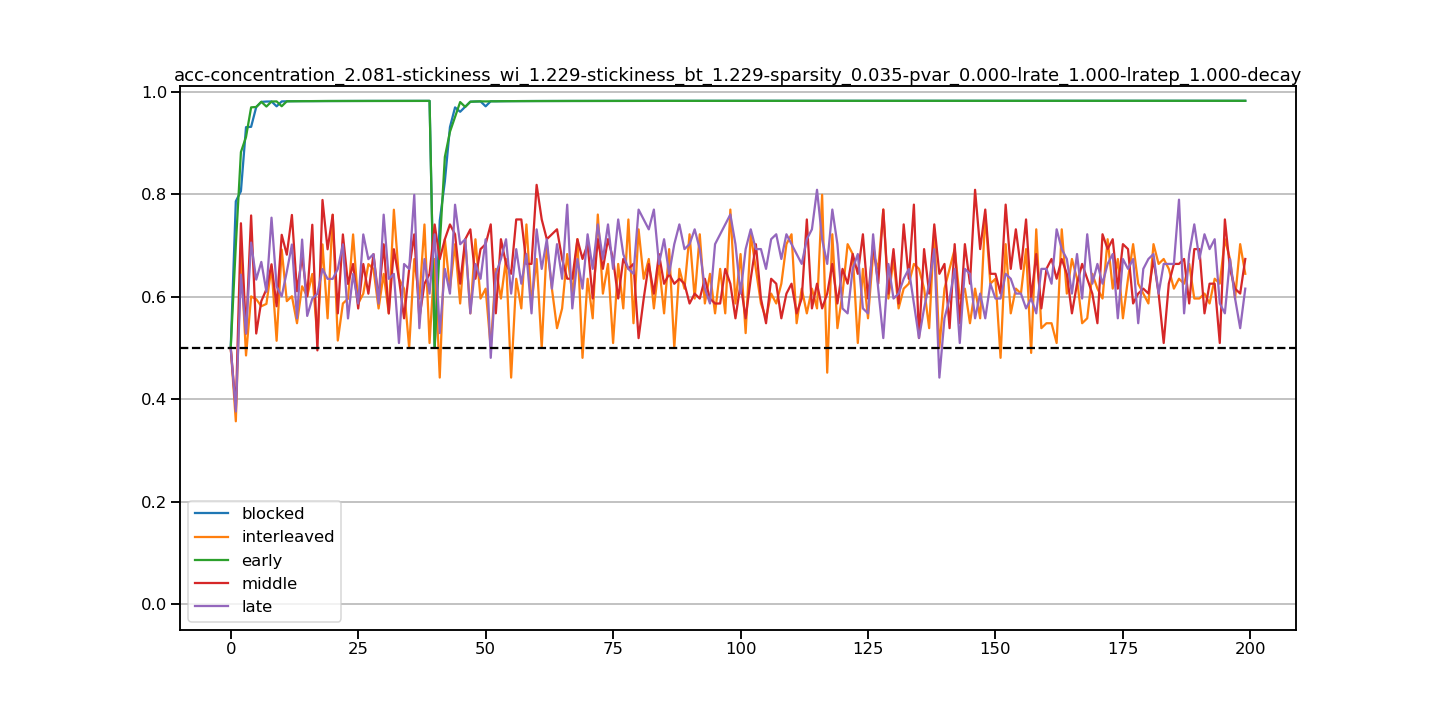 acc-concentration_2.081-stickiness_wi_1.229-stickiness_bt_1.229-sparsity_0.035-pvar_0.000-lrate_1.000-lratep_1.000-decay
1.0
0.8
0.6
0.4
0.2
0.0
blocked
interleaved
early
middle
late
0 25 50 75 100 125 150 175 200